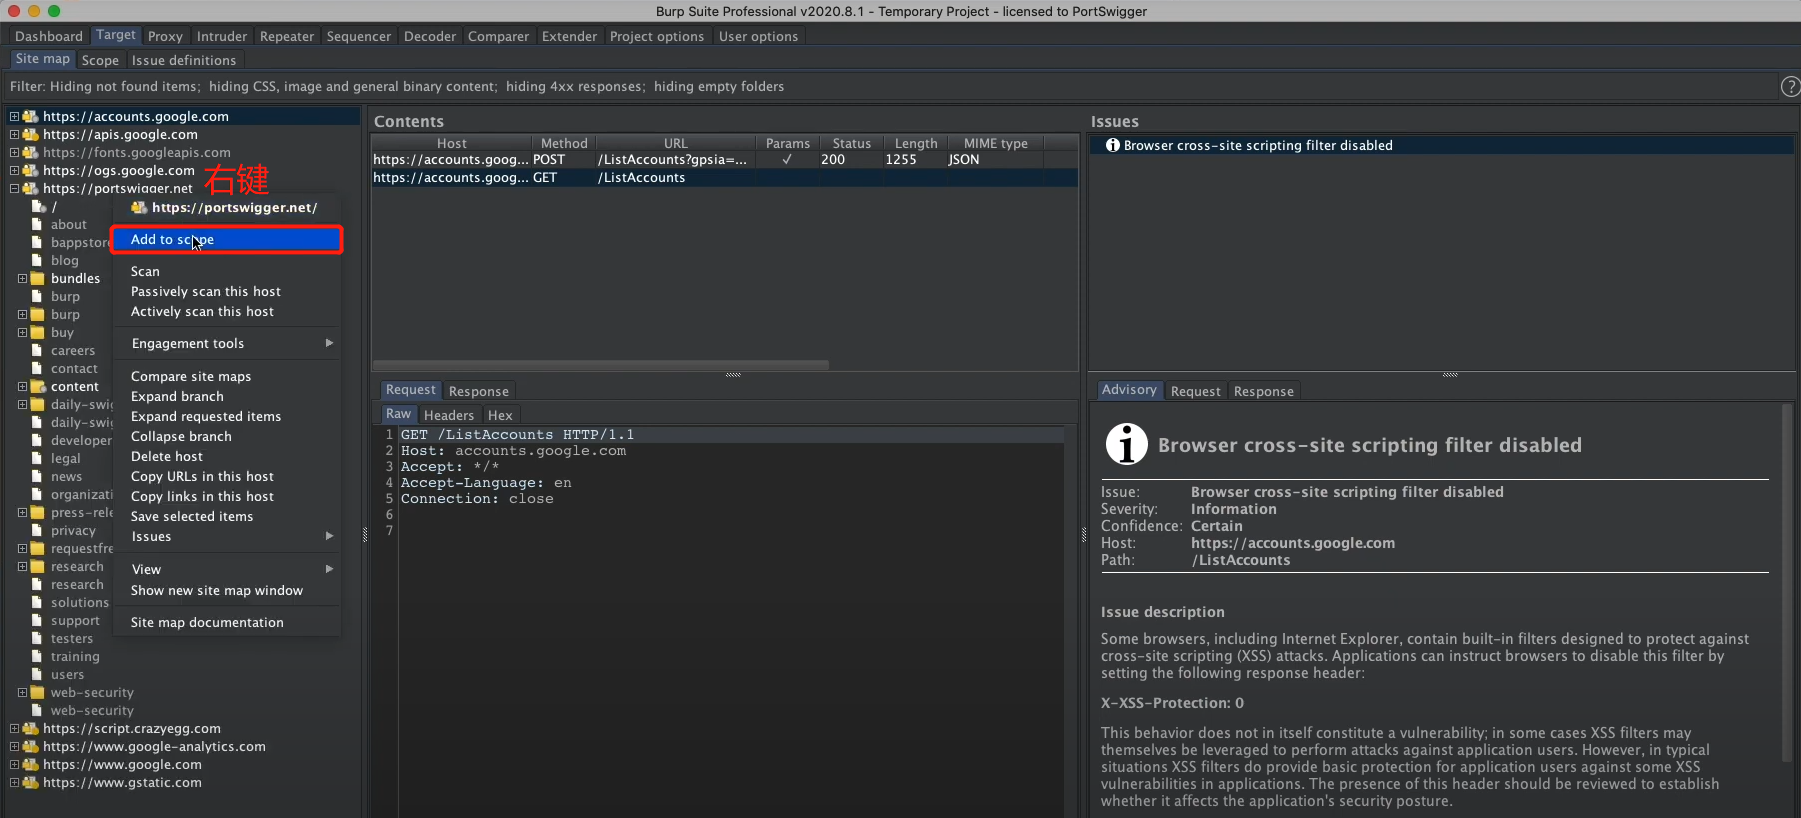 Burp Suite Professional v2020.8.1 - Temporary Project - licensed to PortSwigger
Dashboard Target Proxy Intruder Repeater Sequencer Decoder Comparer Extender Project options User options
Site map Scope Issue definitions
Filter: Hiding not found items; hiding CSS, image and general binary content; hiding 4xx responses; hiding empty folders
?
https://accounts.google.com
https://apis.google.com
https://fonts.googleapis.com
https://ogs.google.com
https://portswigger.net
右键
/
about
bappstore
blog
bundles
burp
burp
buy
careers
contact
content
daily-swig
daily-swig
developer
legal
news
organizati
press-rele
privacy
requestfre
research
research
solutions
support
testers
training
users
web-security
web-security
https://script.crazyegg.com
https://www.google-analytics.com
https://www.google.com
https://www.gstatic.com
https://portswigger.net/
Add to scope
Scan
Passively scan this host
Actively scan this host
Engagement tools
Compare site maps
Expand branch
Expand requested items
Collapse branch
Delete host
Copy URLs in this host
Copy links in this host
Save selected items
Issues
View
Show new site map window
Site map documentation
Contents
Host Method URL Params Status Length MIME type
https://accounts.goog... POST /ListAccounts?gpsia=... ✓ 200 1255 JSON
https://accounts.goog... GET /ListAccounts
Request Response
Raw Headers Hex
1 GET /ListAccounts HTTP/1.1
2 Host: accounts.google.com
3 Accept: */*
4 Accept-Language: en
5 Connection: close
6
7
Issues
Browser cross-site scripting filter disabled
Advisory Request Response
Browser cross-site scripting filter disabled
Issue: Browser cross-site scripting filter disabled
Severity: Information
Confidence: Certain
Host: https://accounts.google.com
Path: /ListAccounts
Issue description
Some browsers, including Internet Explorer, contain built-in filters designed to protect against
cross-site scripting (XSS) attacks. Applications can instruct browsers to disable this filter by
setting the following response header:
X-XSS-Protection: 0
This behavior does not in itself constitute a vulnerability; in some cases XSS filters may
themselves be leveraged to perform attacks against application users. However, in typical
situations XSS filters do provide basic protection for application users against some XSS
vulnerabilities in applications. The presence of this header should be reviewed to establish
whether it affects the application's security posture.